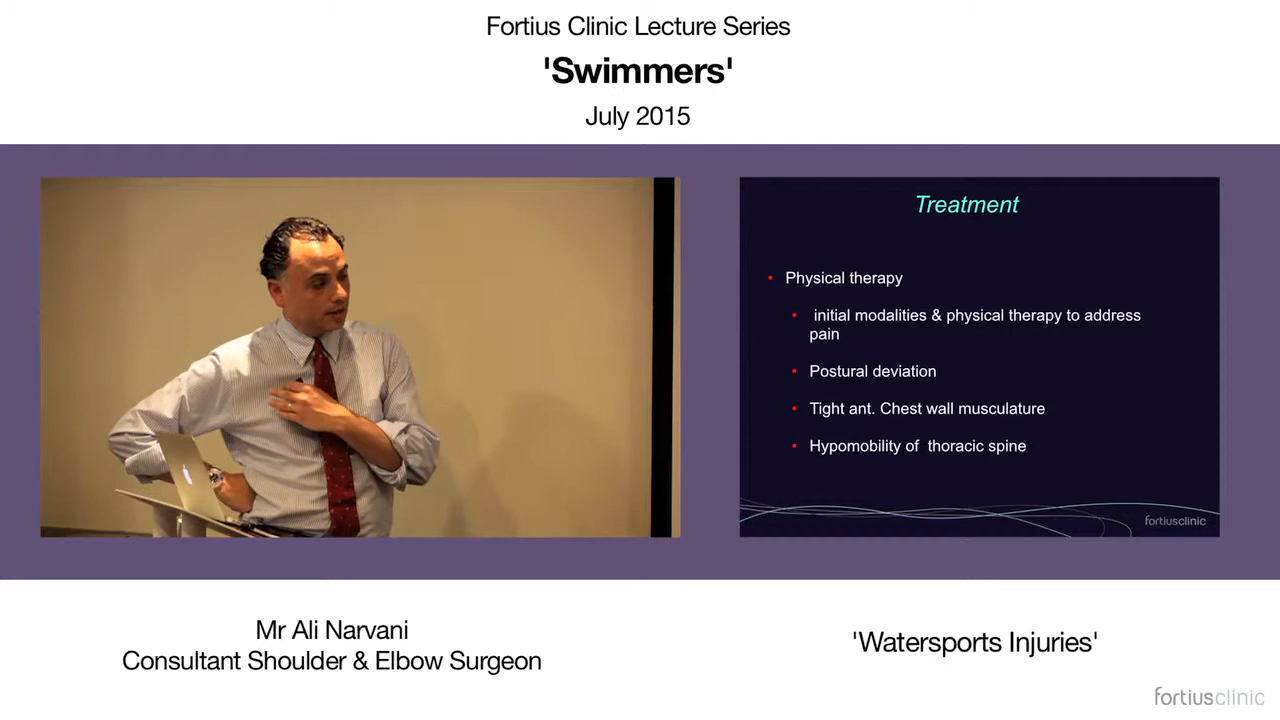 Fortius Clinic Lecture Series
'Swimmers'
July 2015
Treatment
• Physical therapy
• initial modalities & physical therapy to address
pain
• Postural deviation
• Tight ant. Chest wall musculature
• Hypomobility of thoracic spine
fortiusclinic
Mr Ali Narvani
Consultant Shoulder & Elbow Surgeon
'Watersports Injuries'
fortiusclinic